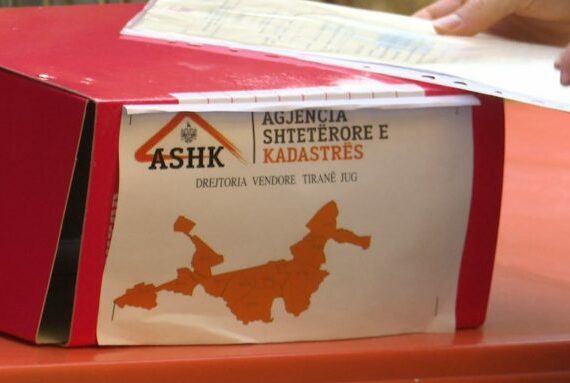 ASHK
AGJENCIA
SHTETËRORE E
KADASTRËS
DREJTORIA VENDORE TIRANË JUG